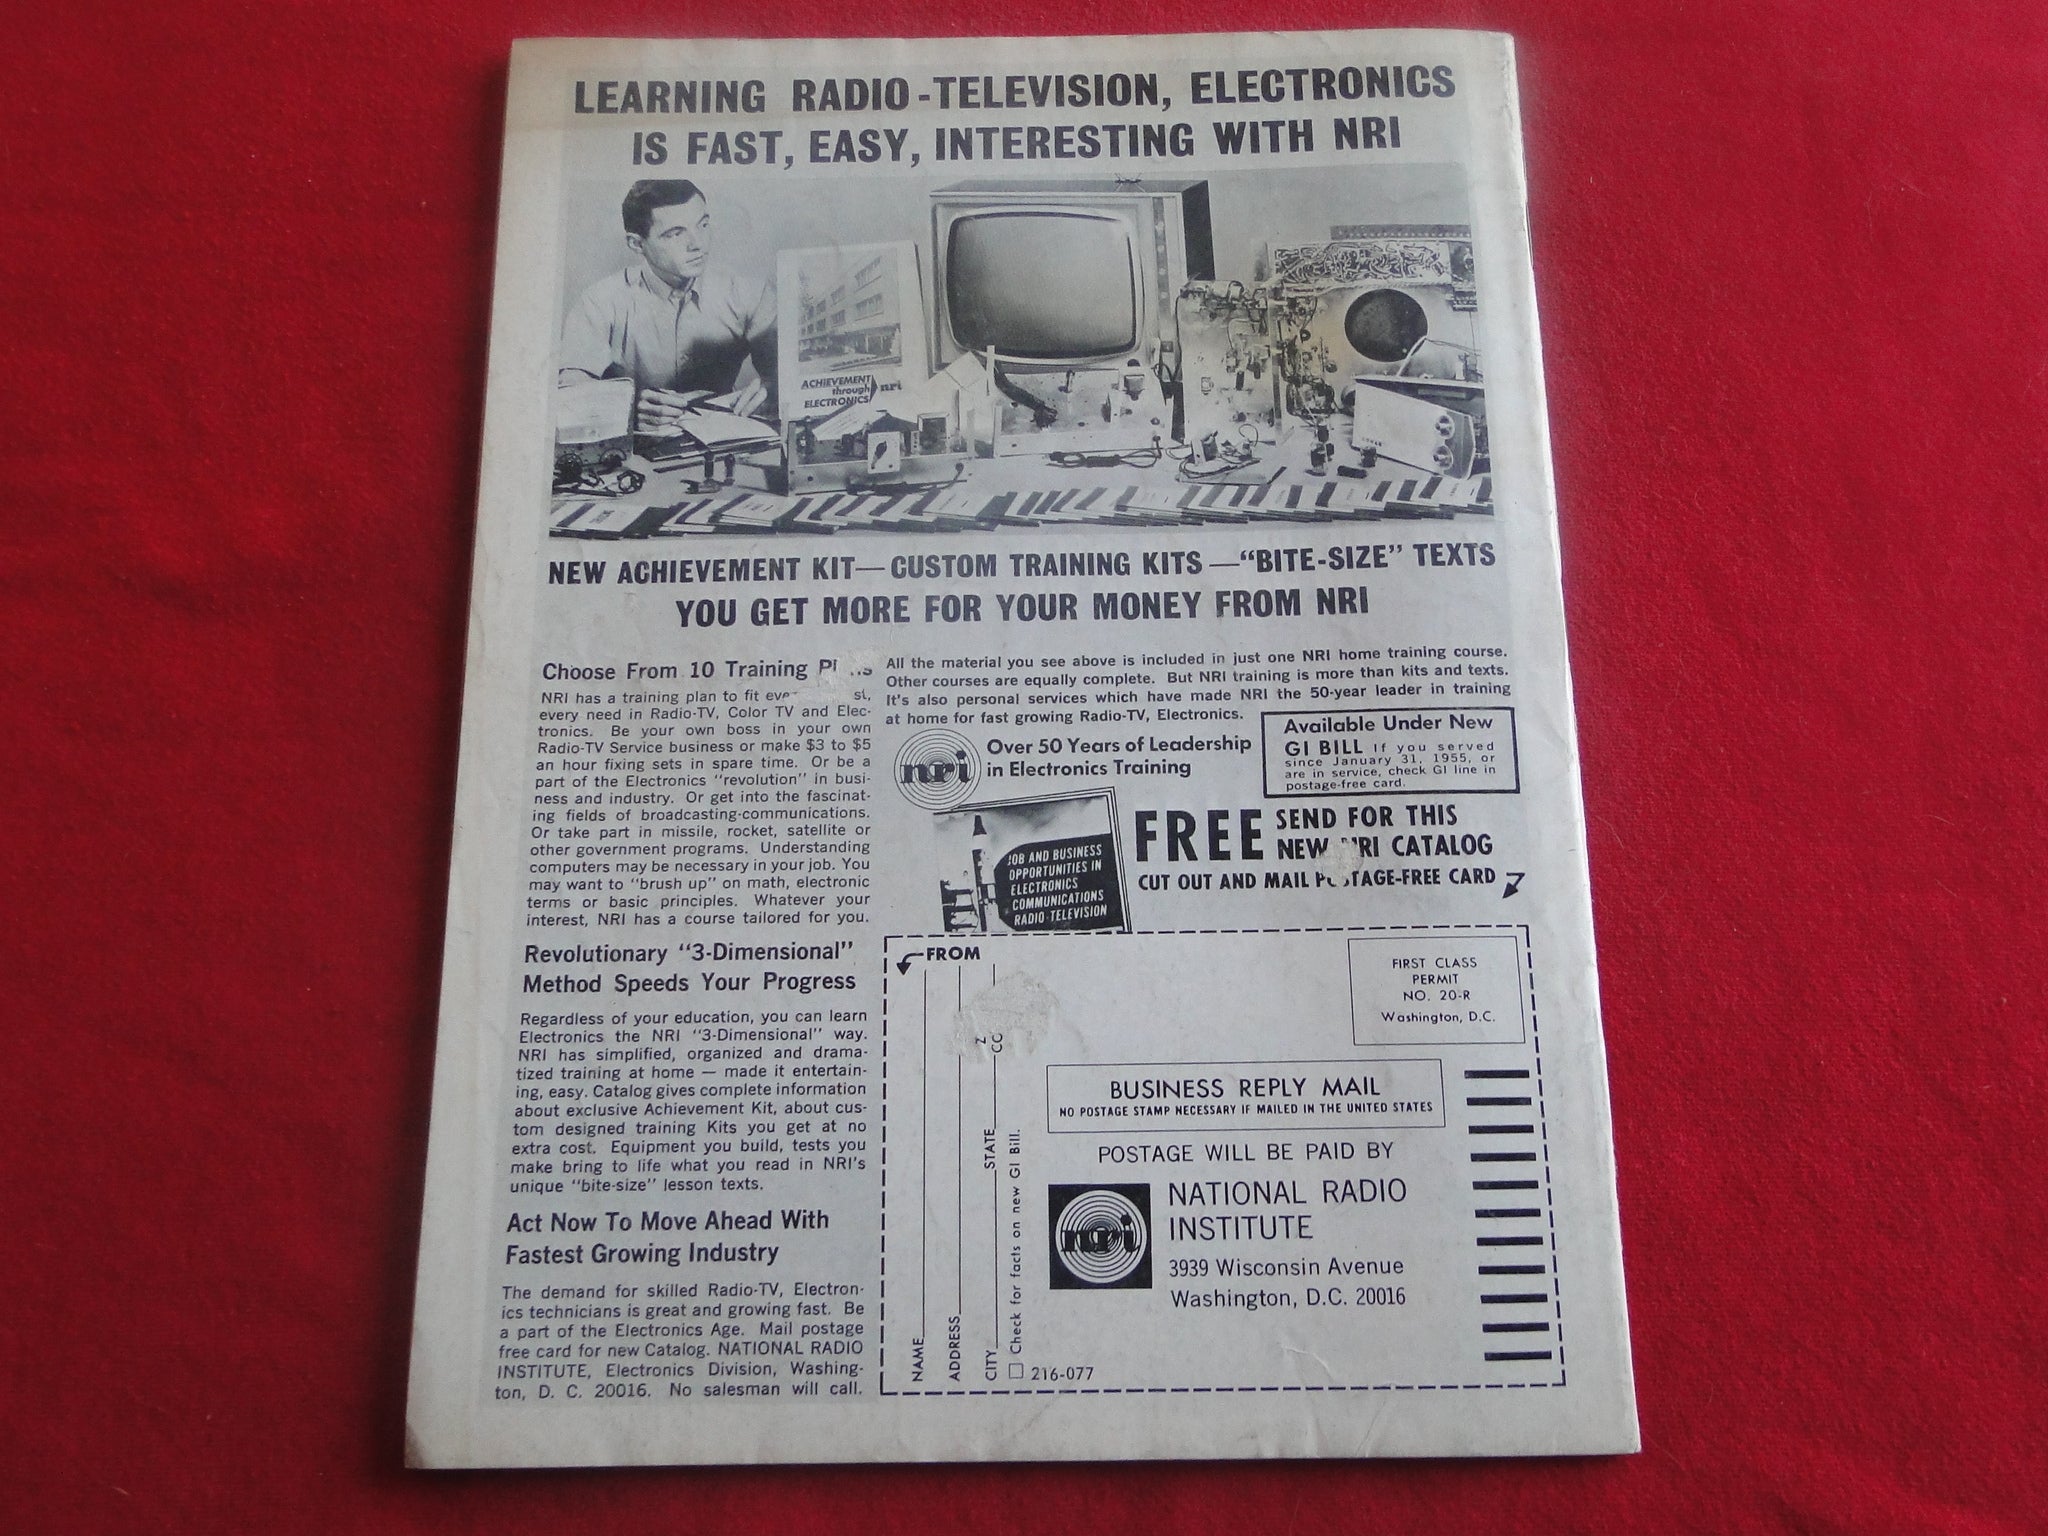 LEARNING RADIO-TELEVISION, ELECTRONICS
IS FAST, EASY, INTERESTING WITH NRI
ACHIEVEMENT
through
ELECTRONICS
nri
NEW ACHIEVEMENT KIT—CUSTOM TRAINING KITS—"BITE-SIZE" TEXTS
YOU GET MORE FOR YOUR MONEY FROM NRI
Choose From 10 Training
NRI has a training plan to fit
every need in Radio-TV, Color TV and Elec-
tronics. Be your own boss in your own
Radio-TV Service business or make $3 to $5
an hour fixing sets in spare time. Or be a
part of the Electronics "revolution" in busi-
ness and industry. Or get into the fascinat-
ing fields of broadcasting-communications.
Or take part in missile, rocket, satellite or
other government programs. Understanding
computers may be necessary in your job. You
may want to "brush up" on math, electronic
terms or basic principles. Whatever your
interest, NRI has a course tailored for you.
Revolutionary "3-Dimensional"
Method Speeds Your Progress
Regardless of your education, you can learn
Electronics the NRI "3-Dimensional" way.
NRI has simplified, organized and drama-
tized training at home — made it entertain-
ing, easy. Catalog gives complete information
about exclusive Achievement Kit, about cus-
tom designed training Kits you get at no
extra cost. Equipment you build, tests you
make bring to life what you read in NRI's
unique "bite-size" lesson texts.
Act Now To Move Ahead With
Fastest Growing Industry
The demand for skilled Radio-TV, Electron-
ics technicians is great and growing fast. Be
a part of the Electronics Age. Mail postage
free card for new Catalog. NATIONAL RADIO
INSTITUTE, Electronics Division, Washing-
ton, D. C. 20016. No salesman will call.
All the material you see above is included in just one NRI home training course.
Other courses are equally complete. But NRI training is more than kits and texts.
It's also personal services which have made NRI the 50-year leader in training
at home for fast growing Radio-TV, Electronics.
nri
Over 50 Years of Leadership
in Electronics Training
Available Under New
GI BILL If you served
since January 31, 1955, or
are in service, check GI line in
postage-free card.
JOB AND BUSINESS
OPPORTUNITIES IN
ELECTRONICS
COMMUNICATIONS
RADIO-TELEVISION
FREE SEND FOR THIS
NEW NRI CATALOG
CUT OUT AND MAIL POSTAGE-FREE CARD
FROM
NAME
ADDRESS
CITY STATE
Check for facts on new GI Bill.
216-077
FIRST CLASS
PERMIT
NO. 20-R
Washington, D.C.
BUSINESS REPLY MAIL
NO POSTAGE STAMP NECESSARY IF MAILED IN THE UNITED STATES
POSTAGE WILL BE PAID BY
nri
NATIONAL RADIO
INSTITUTE
3939 Wisconsin Avenue
Washington, D.C. 20016